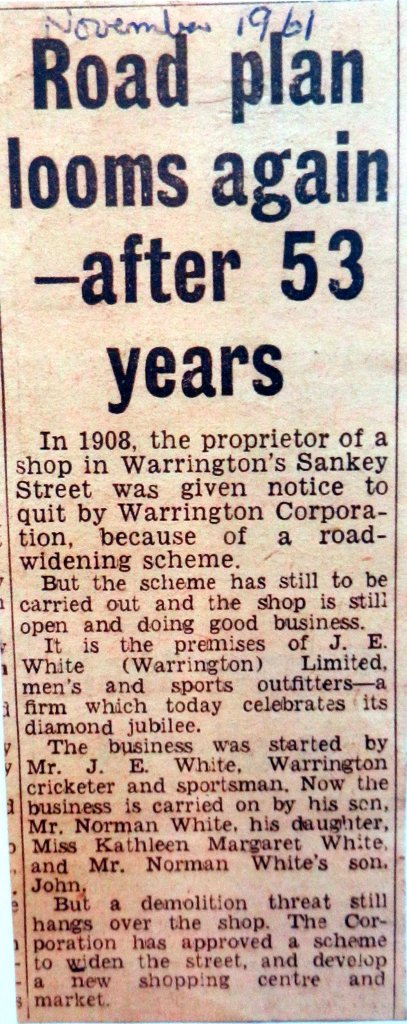 November 1961
Road plan
looms again
—after 53
years
In 1908, the proprietor of a
shop in Warrington's Sankey
Street was given notice to
quit by Warrington Corpora-
tion, because of a road-
widening scheme.
But the scheme has still to be
carried out and the shop is still
open and doing good business.
It is the premises of J. E.
White (Warrington) Limited,
men's and sports outfitters—a
firm which today celebrates its
diamond jubilee.
The business was started by
Mr. J. E. White, Warrington
cricketer and sportsman. Now the
business is carried on by his son,
Mr. Norman White, his daughter,
Miss Kathleen Margaret White,
and Mr. Norman White's son,
John.
But a demolition threat still
hangs over the shop. The Cor-
poration has approved a scheme
to widen the street, and develop
a new shopping centre and
market.